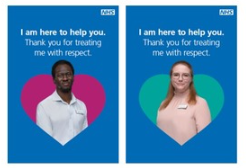 NHS
I am here to help you.
Thank you for treating
me with respect.
NHS
I am here to help you.
Thank you for treating
me with respect.